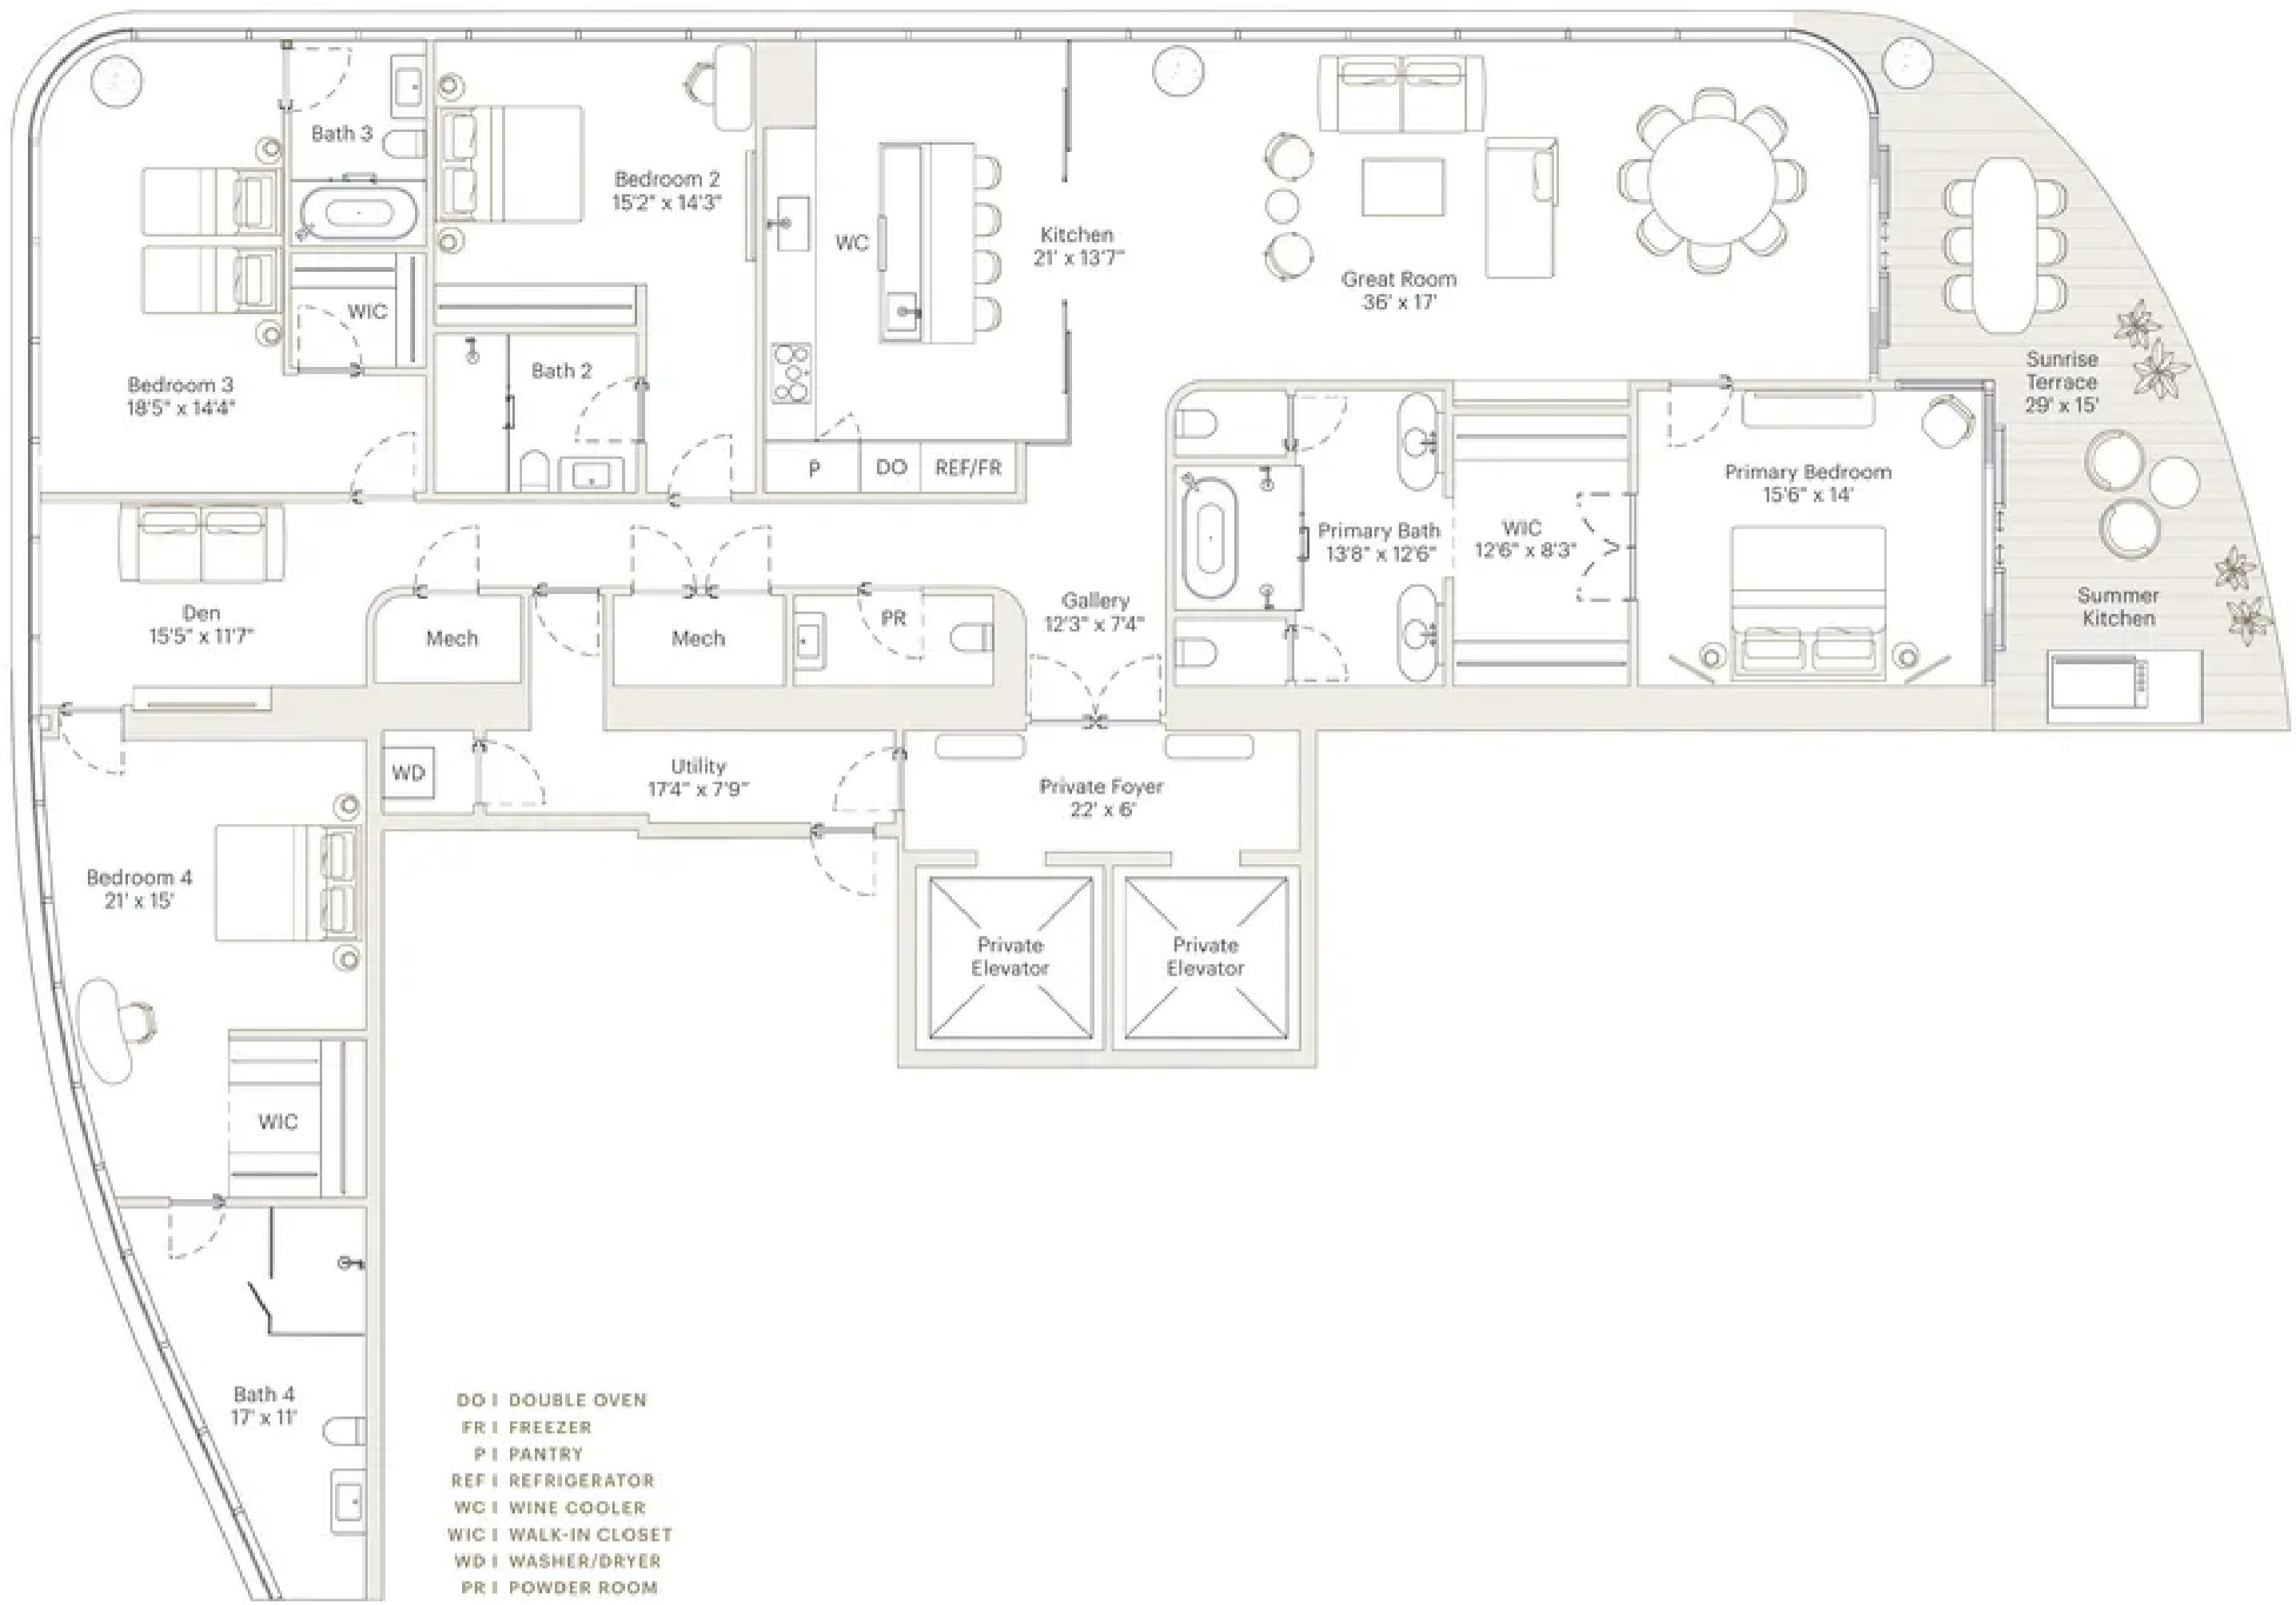 Bath 3
Bedroom 2
15'2" x 14'3"
WC
Kitchen
21' x 13'7"
Great Room
36' x 17'
WIC
Bedroom 3
18'5" x 14'4"
Bath 2
Sunrise
Terrace
29' x 15'
P
DO
REF/FR
Primary Bedroom
15'6" x 14'
Primary Bath
13'8" x 12'6"
WIC
12'6" x 8'3"
Den
15'5" x 11'7"
Mech
Mech
PR
Gallery
12'3" x 7'4"
Summer
Kitchen
WD
Utility
17'4" x 7'9"
Private Foyer
22' x 6'
Bedroom 4
21' x 15'
Private
Elevator
Private
Elevator
WIC
Bath 4
17' x 11'
DO | DOUBLE OVEN
FR | FREEZER
P | PANTRY
REF | REFRIGERATOR
WC | WINE COOLER
WIC | WALK-IN CLOSET
WD | WASHER/DRYER
PR | POWDER ROOM